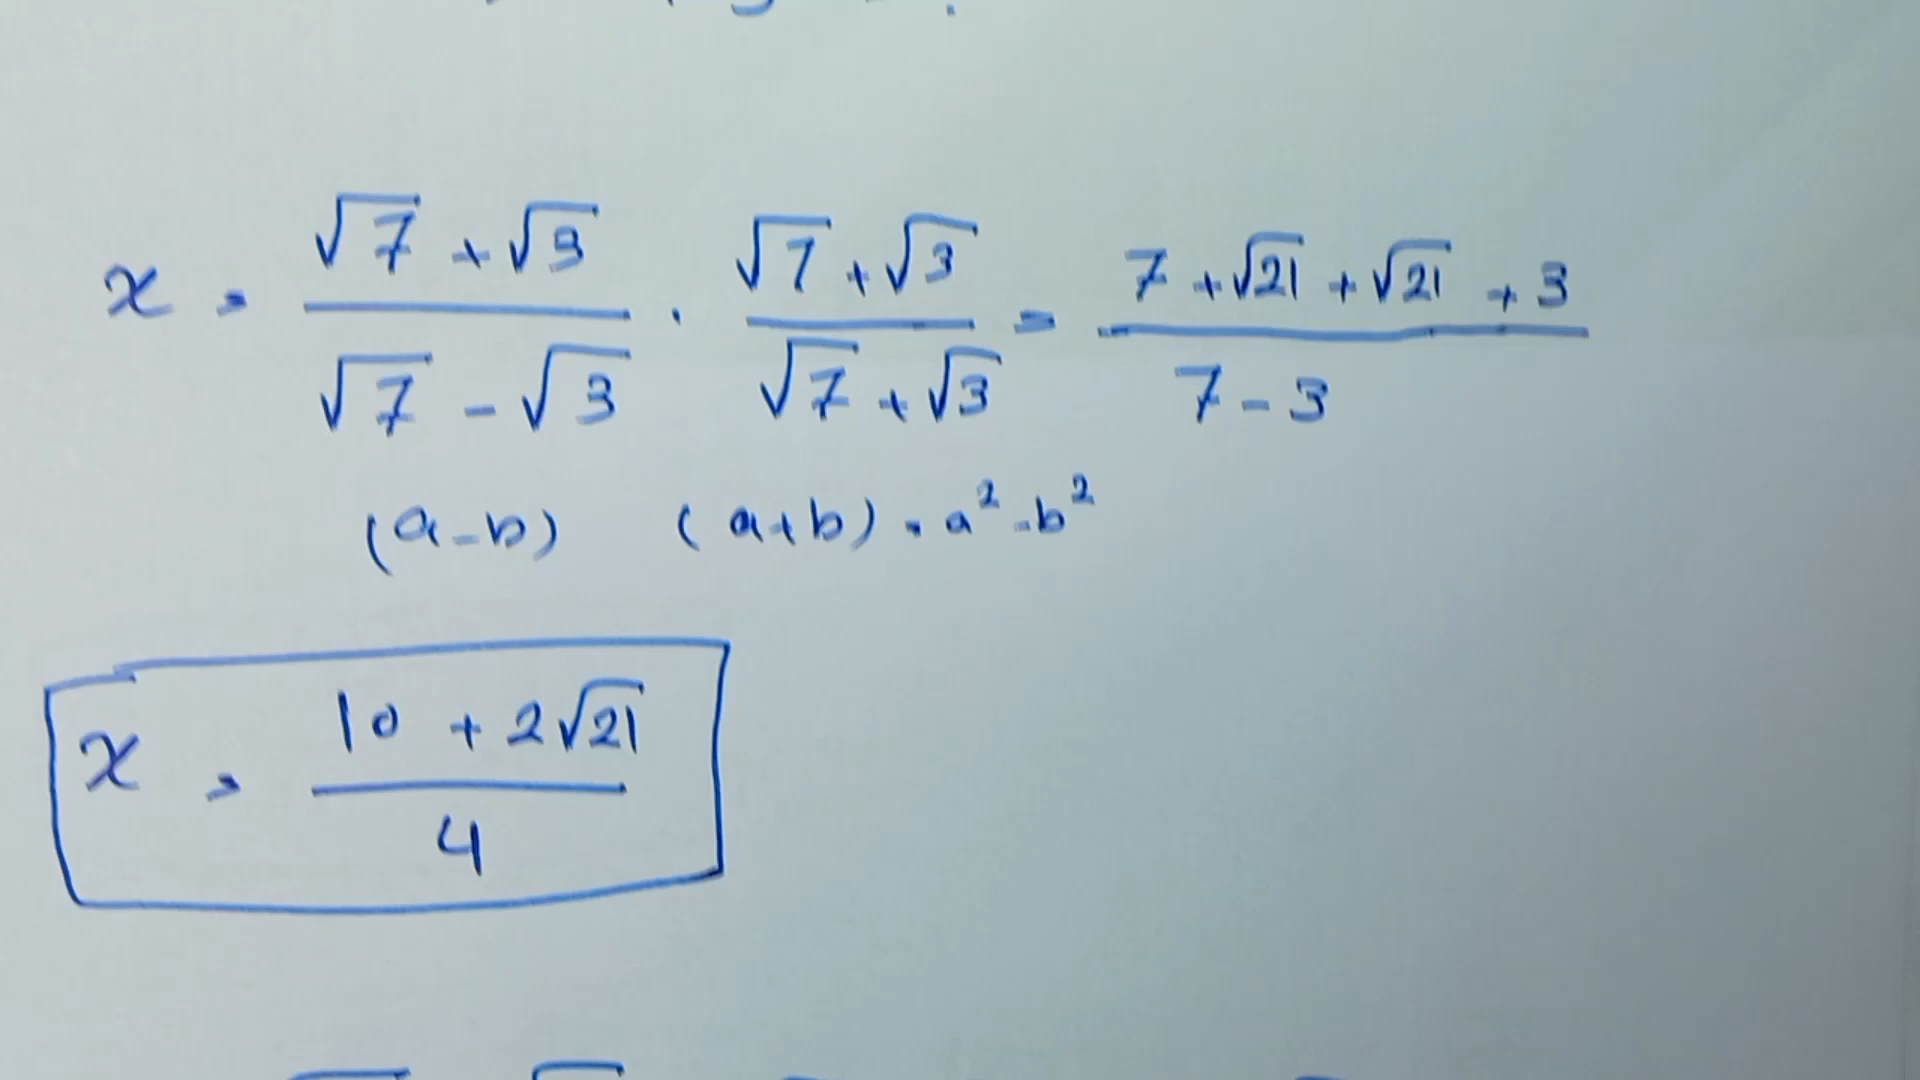 x = (√7 + √3)/(√7 - √3) · (√7 + √3)/(√7 + √3) = (7 + √21 + √21 + 3)/(7 - 3)
(a - b) (a + b) = a² - b²
x = (10 + 2√21)/4